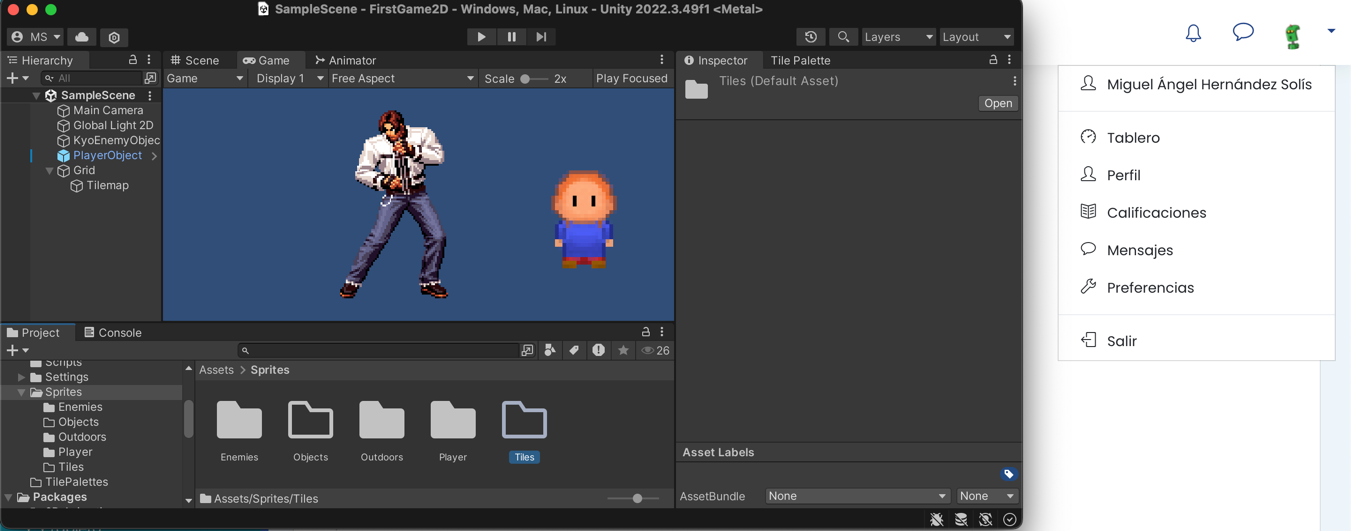 SampleScene - FirstGame2D - Windows, Mac, Linux - Unity 2022.3.49f1 <Metal>
MS
Layers
Layout
Hierarchy
All
SampleScene
Main Camera
Global Light 2D
KyoEnemyObjec
PlayerObject
Grid
Tilemap
Scene
Game
Animator
Game
Display 1
Free Aspect
Scale
2x
Play Focused
Inspector
Tile Palette
Tiles (Default Asset)
Open
Project
Console
26
Scripts
Settings
Sprites
Enemies
Objects
Outdoors
Player
Tiles
TilePalettes
Packages
Assets > Sprites
Enemies
Objects
Outdoors
Player
Tiles
Assets/Sprites/Tiles
Asset Labels
AssetBundle
None
None
Miguel Ángel Hernández Solís
Tablero
Perfil
Calificaciones
Mensajes
Preferencias
Salir